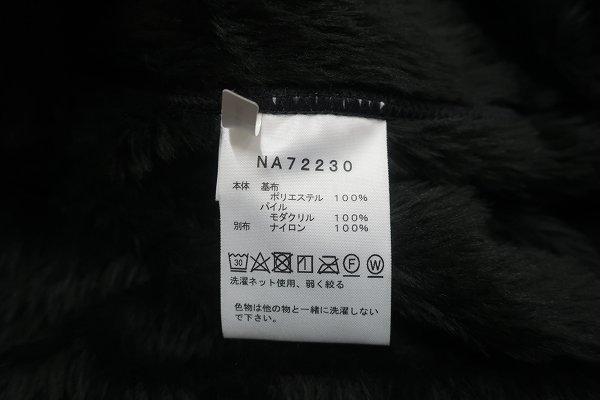 NA72230
本体 基布
ポリエステル 100%
パイル
モダクリル 100%
別布 ナイロン 100%
30 F W
洗濯ネット使用、弱く絞る
色物は他の物と一緒に洗濯しない
で下さい。